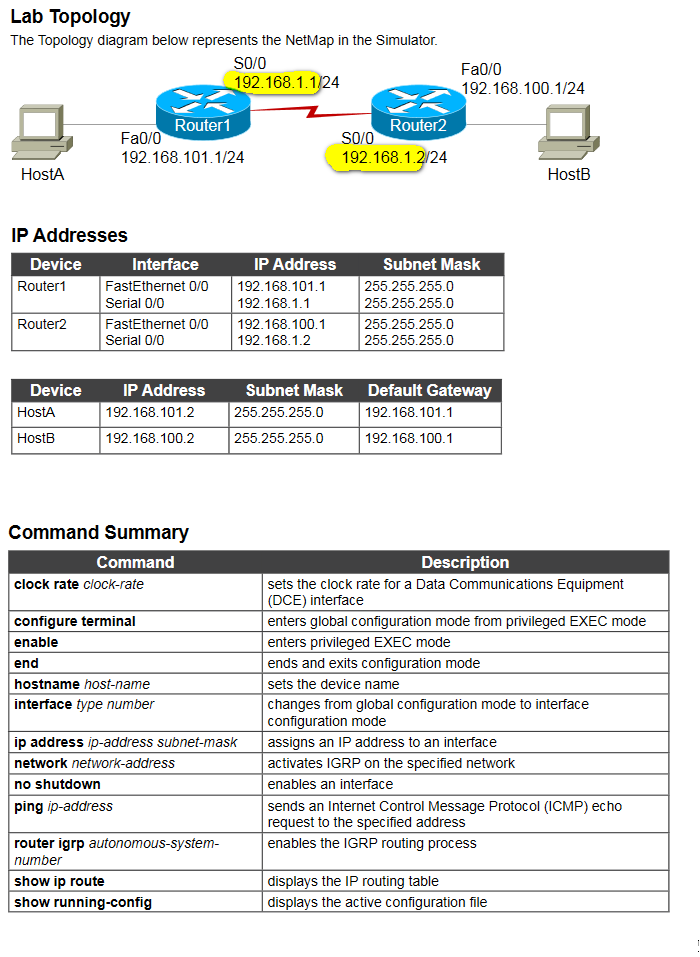 Lab Topology
The Topology diagram below represents the NetMap in the Simulator.
S0/0
192.168.1.1/24
Fa0/0
192.168.100.1/24
Router1
Router2
Fa0/0
192.168.101.1/24
S0/0
192.168.1.2/24
HostA
HostB
IP Addresses
Device Interface IP Address Subnet Mask
Router1 FastEthernet 0/0 192.168.101.1 255.255.255.0
Serial 0/0 192.168.1.1 255.255.255.0
Router2 FastEthernet 0/0 192.168.100.1 255.255.255.0
Serial 0/0 192.168.1.2 255.255.255.0
Device IP Address Subnet Mask Default Gateway
HostA 192.168.101.2 255.255.255.0 192.168.101.1
HostB 192.168.100.2 255.255.255.0 192.168.100.1
Command Summary
Command Description
clock rate clock-rate sets the clock rate for a Data Communications Equipment
(DCE) interface
configure terminal enters global configuration mode from privileged EXEC mode
enable enters privileged EXEC mode
end ends and exits configuration mode
hostname host-name sets the device name
interface type number changes from global configuration mode to interface
configuration mode
ip address ip-address subnet-mask assigns an IP address to an interface
network network-address activates IGRP on the specified network
no shutdown enables an interface
ping ip-address sends an Internet Control Message Protocol (ICMP) echo
request to the specified address
router igrp autonomous-system- enables the IGRP routing process
number
show ip route displays the IP routing table
show running-config displays the active configuration file